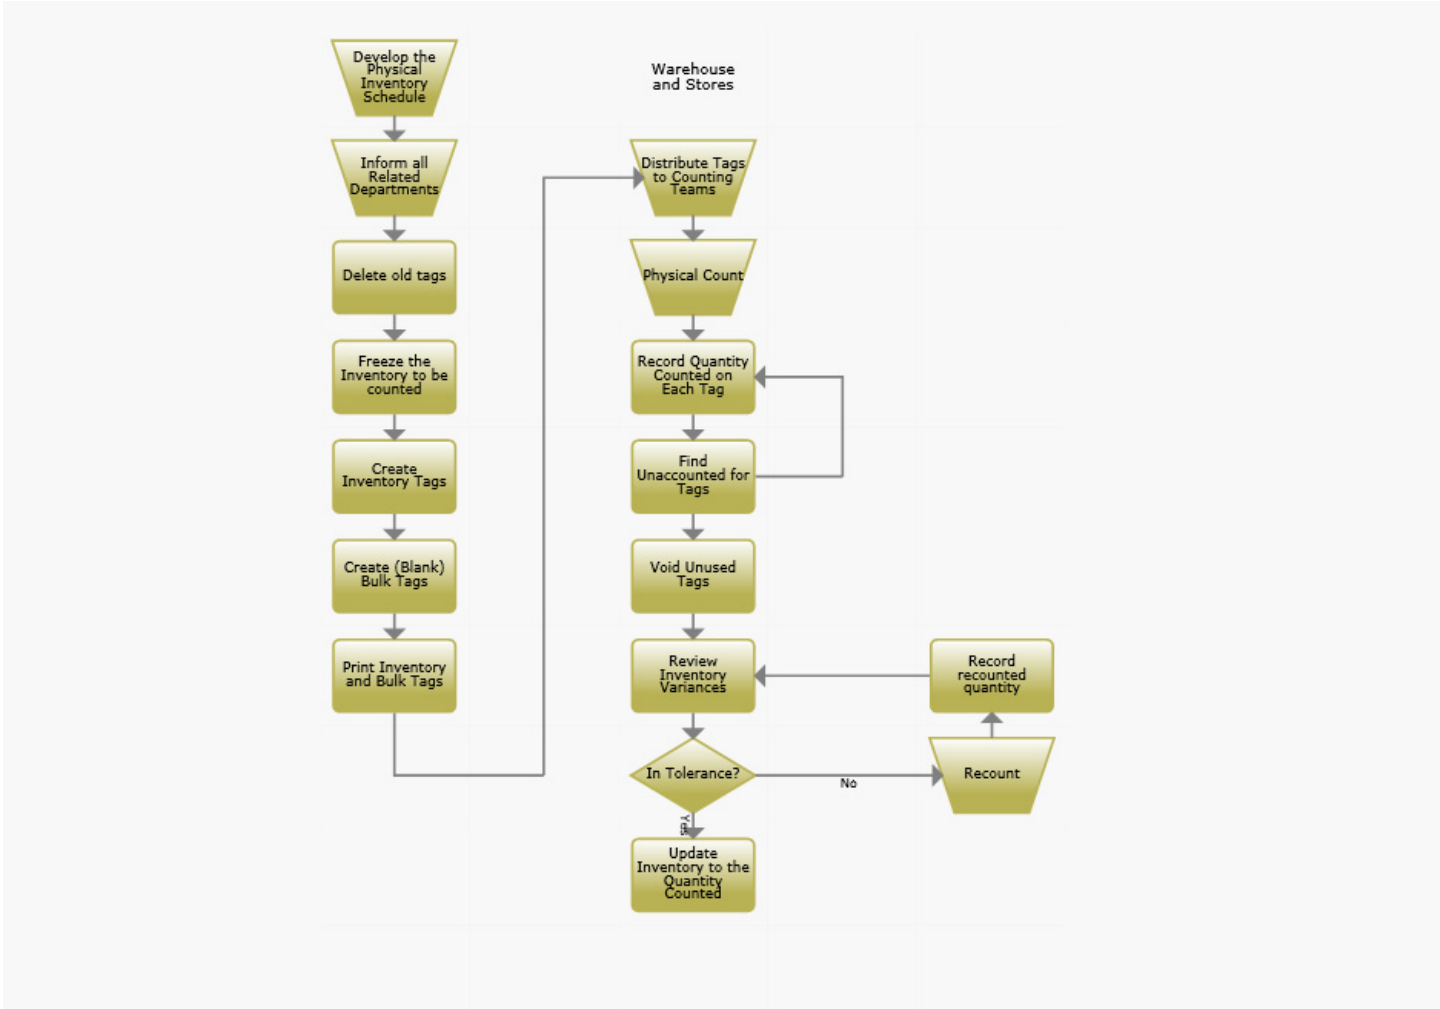 Develop the
Physical
Inventory
Schedule
Inform all
Related
Departments
Delete old tags
Freeze the
Inventory to be
counted
Create
Inventory Tags
Create (Blank)
Bulk Tags
Print Inventory
and Bulk Tags
Warehouse
and Stores
Distribute Tags
to Counting
Teams
Physical Count
Record Quantity
Counted on
Each Tag
Find
Unaccounted for
Tags
Void Unused
Tags
Review
Inventory
Variances
In Tolerance?
No
Yes
Update
Inventory to the
Quantity
Counted
Recount
Record
recounted
quantity